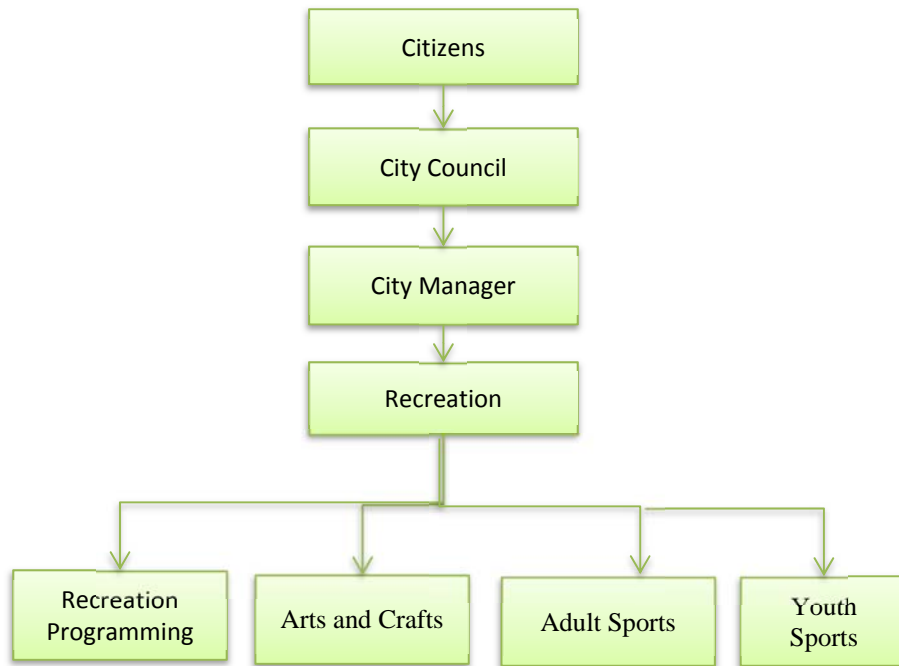 Citizens
City Council
City Manager
Recreation
Recreation
Programming
Arts and Crafts
Adult Sports
Youth
Sports